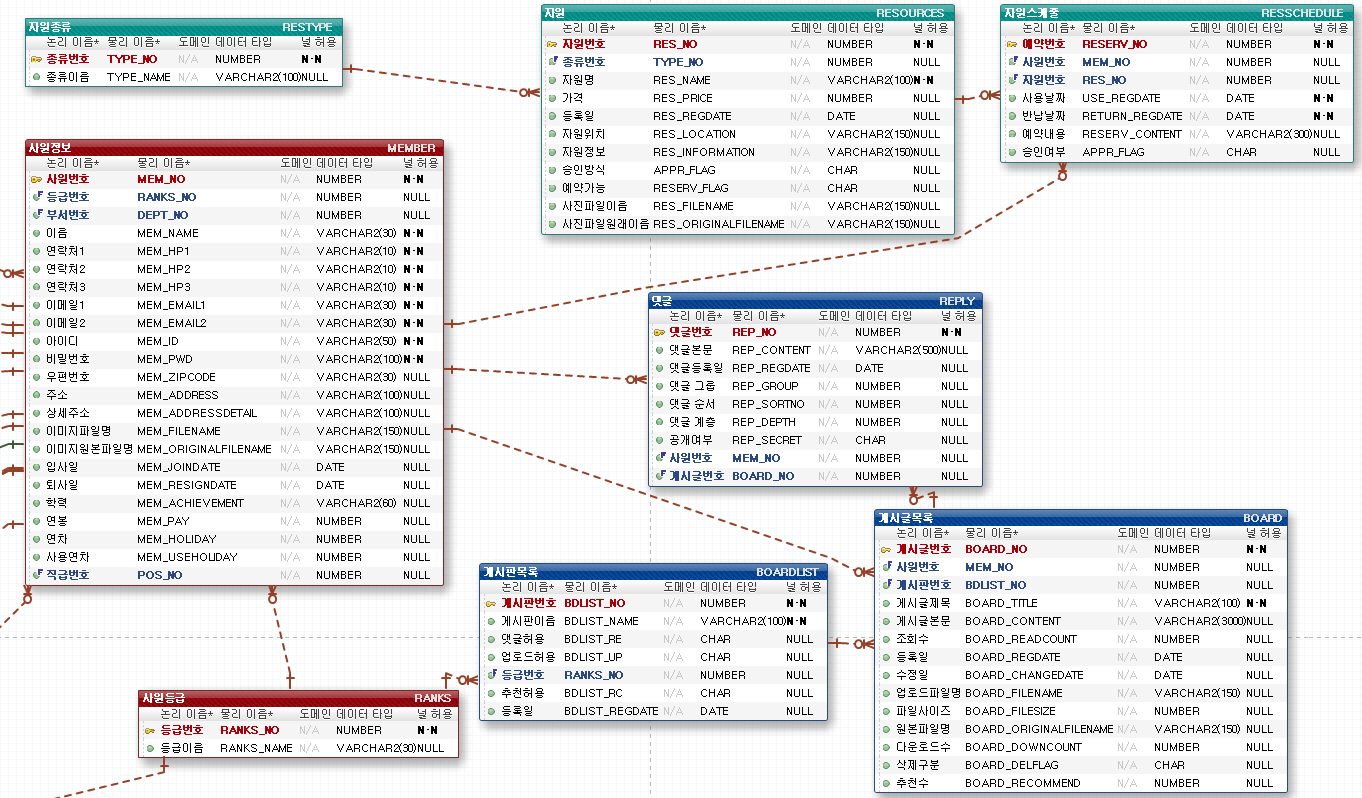 자원종류 RESTYPE
논리 이름* 물리 이름* 도메인 데이터 타입 널 허용
종류번호 TYPE_NO N/A NUMBER N-N
종류이름 TYPE_NAME N/A VARCHAR2(100) NULL
자원 RESOURCES
논리 이름* 물리 이름* 도메인 데이터 타입 널 허용
자원번호 RES_NO N/A NUMBER N-N
종류번호 TYPE_NO N/A NUMBER NULL
자원명 RES_NAME N/A VARCHAR2(100) N-N
가격 RES_PRICE N/A NUMBER NULL
등록일 RES_REGDATE N/A DATE NULL
자원위치 RES_LOCATION N/A VARCHAR2(150) NULL
자원정보 RES_INFORMATION N/A VARCHAR2(150) NULL
승인방식 APPR_FLAG N/A CHAR NULL
예약가능 RESERV_FLAG N/A CHAR NULL
사진파일이름 RES_FILENAME N/A VARCHAR2(150) NULL
사진파일원래이름 RES_ORIGINALFILENAME N/A VARCHAR2(150) NULL
자원스케줄 RESSCHEDULE
논리 이름* 물리 이름* 도메인 데이터 타입 널 허용
예약번호 RESERV_NO N/A NUMBER N-N
사원번호 MEM_NO N/A NUMBER NULL
자원번호 RES_NO N/A NUMBER NULL
사용날짜 USE_REGDATE N/A DATE N-N
반납날짜 RETURN_REGDATE N/A DATE N-N
예약내용 RESERV_CONTENT N/A VARCHAR2(300) NULL
승인여부 APPR_FLAG N/A CHAR NULL
사원정보 MEMBER
논리 이름* 물리 이름* 도메인 데이터 타입 널 허용
사원번호 MEM_NO N/A NUMBER N-N
등급번호 RANKS_NO N/A NUMBER NULL
부서번호 DEPT_NO N/A NUMBER NULL
이름 MEM_NAME N/A VARCHAR2(30) N-N
연락처1 MEM_HP1 N/A VARCHAR2(10) N-N
연락처2 MEM_HP2 N/A VARCHAR2(10) N-N
연락처3 MEM_HP3 N/A VARCHAR2(10) N-N
이메일1 MEM_EMAIL1 N/A VARCHAR2(30) N-N
이메일2 MEM_EMAIL2 N/A VARCHAR2(30) N-N
아이디 MEM_ID N/A VARCHAR2(50) N-N
비밀번호 MEM_PWD N/A VARCHAR2(100) N-N
우편번호 MEM_ZIPCODE N/A VARCHAR2(30) NULL
주소 MEM_ADDRESS N/A VARCHAR2(100) NULL
상세주소 MEM_ADDRESSDETAIL N/A VARCHAR2(100) NULL
이미지파일명 MEM_FILENAME N/A VARCHAR2(150) NULL
이미지원본파일명 MEM_ORIGINALFILENAME N/A VARCHAR2(150) NULL
입사일 MEM_JOINDATE N/A DATE NULL
퇴사일 MEM_RESIGNDATE N/A DATE NULL
학력 MEM_ACHIEVEMENT N/A VARCHAR2(60) NULL
연봉 MEM_PAY N/A NUMBER NULL
연차 MEM_HOLIDAY N/A NUMBER NULL
사용연차 MEM_USEHOLIDAY N/A NUMBER NULL
직급번호 POS_NO N/A NUMBER NULL
댓글 REPLY
논리 이름* 물리 이름* 도메인 데이터 타입 널 허용
댓글번호 REP_NO N/A NUMBER N-N
댓글본문 REP_CONTENT N/A VARCHAR2(500) NULL
댓글등록일 REP_REGDATE N/A DATE NULL
댓글 그룹 REP_GROUP N/A NUMBER NULL
댓글 순서 REP_SORTNO N/A NUMBER NULL
댓글 계층 REP_DEPTH N/A NUMBER NULL
공개여부 REP_SECRET N/A CHAR NULL
사원번호 MEM_NO N/A NUMBER NULL
게시글번호 BOARD_NO N/A NUMBER NULL
게시글목록 BOARD
논리 이름* 물리 이름* 도메인 데이터 타입 널 허용
게시글번호 BOARD_NO N/A NUMBER N-N
사원번호 MEM_NO N/A NUMBER NULL
게시판번호 BDLIST_NO N/A NUMBER NULL
게시글제목 BOARD_TITLE N/A VARCHAR2(100) N-N
게시글본문 BOARD_CONTENT N/A VARCHAR2(3000) NULL
조회수 BOARD_READCOUNT N/A NUMBER NULL
등록일 BOARD_REGDATE N/A DATE NULL
수정일 BOARD_CHANGEDATE N/A DATE NULL
업로드파일명 BOARD_FILENAME N/A VARCHAR2(150) NULL
파일사이즈 BOARD_FILESIZE N/A NUMBER NULL
원본파일명 BOARD_ORIGINALFILENAME N/A VARCHAR2(150) NULL
다운로드수 BOARD_DOWNCOUNT N/A NUMBER NULL
삭제구분 BOARD_DELFLAG N/A CHAR NULL
추천수 BOARD_RECOMMEND N/A NUMBER NULL
게시판목록 BOARDLIST
논리 이름* 물리 이름* 도메인 데이터 타입 널 허용
게시판번호 BDLIST_NO N/A NUMBER N-N
게시판이름 BDLIST_NAME N/A VARCHAR2(100) N-N
댓글허용 BDLIST_RE N/A CHAR NULL
업로드허용 BDLIST_UP N/A CHAR NULL
등급번호 RANKS_NO N/A NUMBER NULL
추천허용 BDLIST_RC N/A CHAR NULL
등록일 BDLIST_REGDATE N/A DATE NULL
사원등급 RANKS
논리 이름* 물리 이름* 도메인 데이터 타입 널 허용
등급번호 RANKS_NO N/A NUMBER N-N
등급이름 RANKS_NAME N/A VARCHAR2(30) NULL